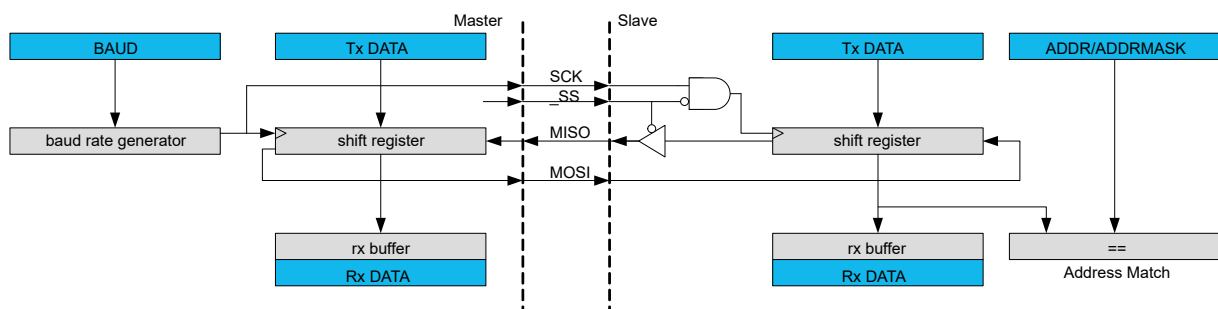 Master
Slave
BAUD
Tx DATA
Tx DATA
ADDR/ADDRMASK
SCK
_SS
baud rate generator
shift register
MISO
shift register
MOSI
rx buffer
rx buffer
==
Rx DATA
Rx DATA
Address Match